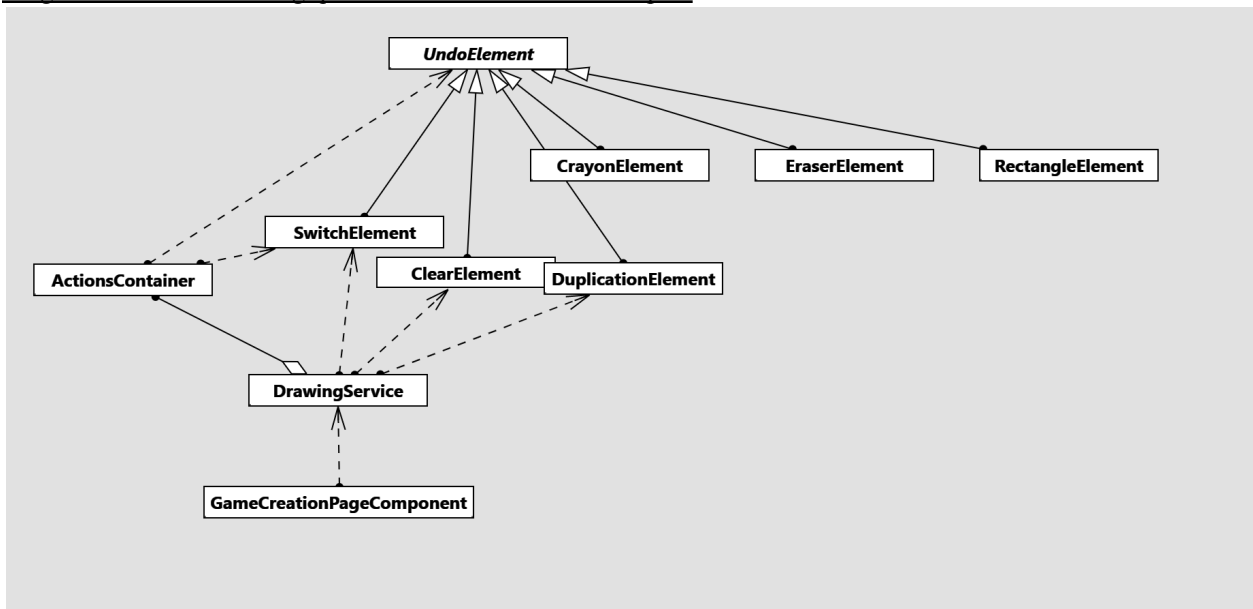 UndoElement
CrayonElement
EraserElement
RectangleElement
SwitchElement
ActionsContainer
ClearElement
DuplicationElement
DrawingService
GameCreationPageComponent